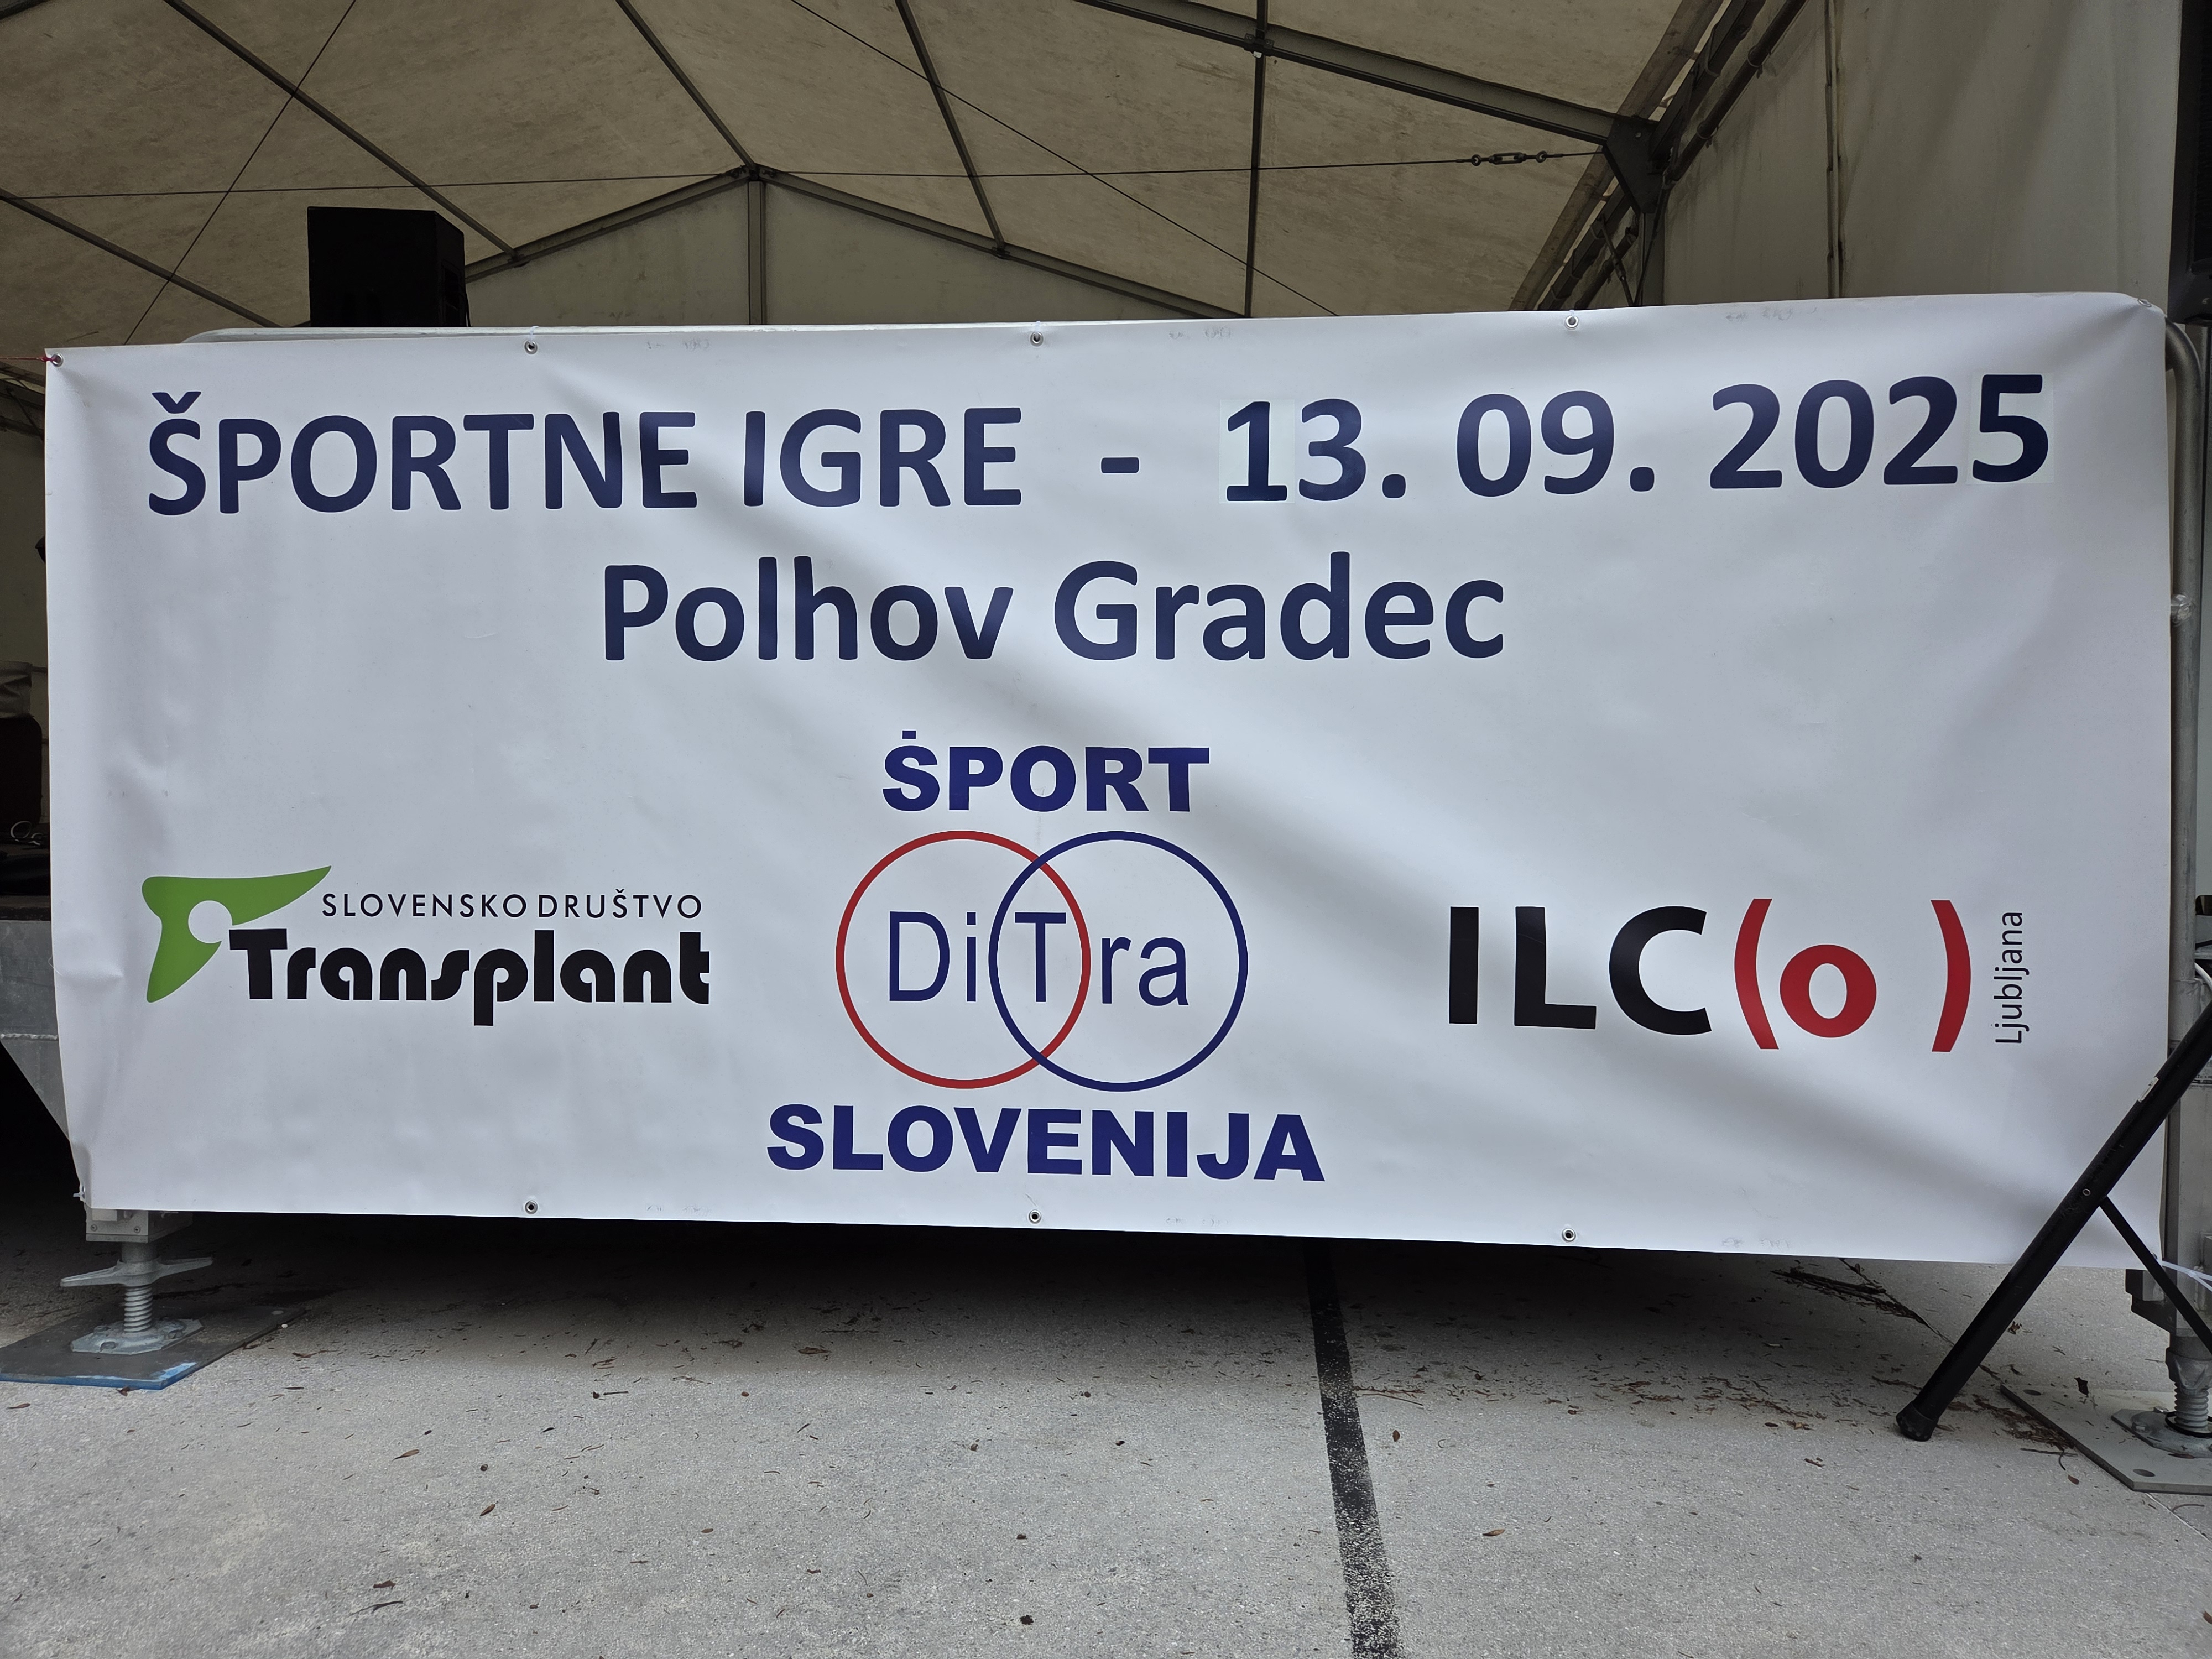 ŠPORTNE IGRE - 13. 09. 2025
Polhov Gradec
SLOVENSKO DRUŠTVO
Transplant
ŠPORT
DiTra
SLOVENIJA
ILC(o )
Ljubljana